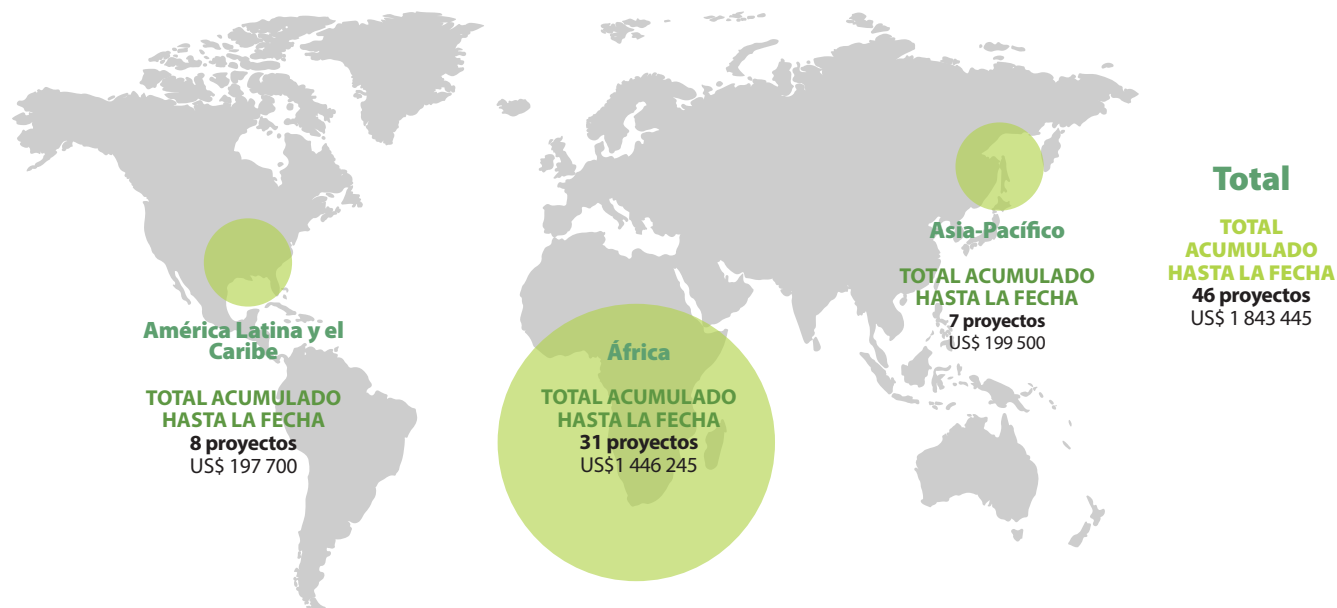 América Latina y el
Caribe
TOTAL ACUMULADO
HASTA LA FECHA
8 proyectos
US$ 197 700
África
TOTAL ACUMULADO
HASTA LA FECHA
31 proyectos
US$1 446 245
Asia-Pacífico
TOTAL ACUMULADO
HASTA LA FECHA
7 proyectos
US$ 199 500
Total
TOTAL
ACUMULADO
HASTA LA FECHA
46 proyectos
US$ 1 843 445